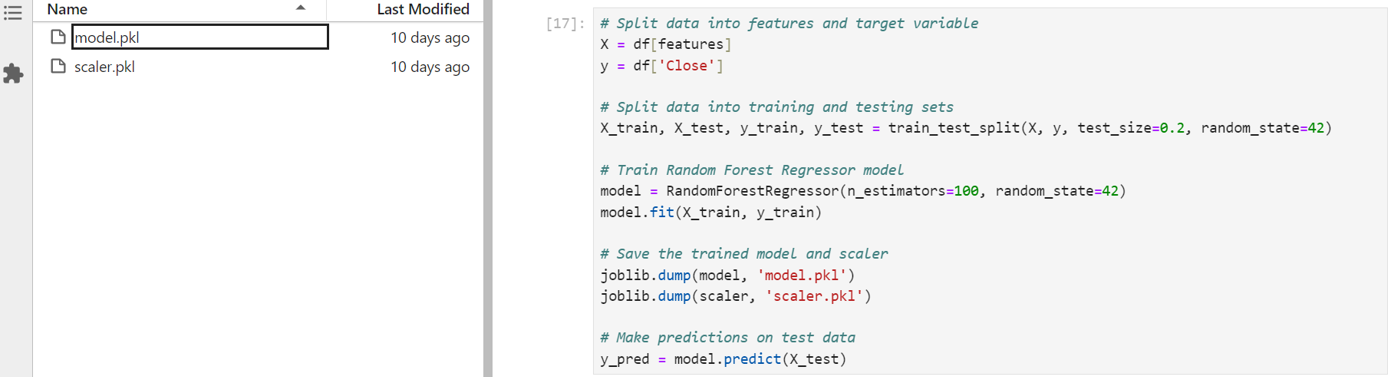 Name Last Modified
model.pkl 10 days ago
scaler.pkl 10 days ago
[17]: # Split data into features and target variable
X = df[features]
y = df['Close']
# Split data into training and testing sets
X_train, X_test, y_train, y_test = train_test_split(X, y, test_size=0.2, random_state=42)
# Train Random Forest Regressor model
model = RandomForestRegressor(n_estimators=100, random_state=42)
model.fit(X_train, y_train)
# Save the trained model and scaler
joblib.dump(model, 'model.pkl')
joblib.dump(scaler, 'scaler.pkl')
# Make predictions on test data
y_pred = model.predict(X_test)